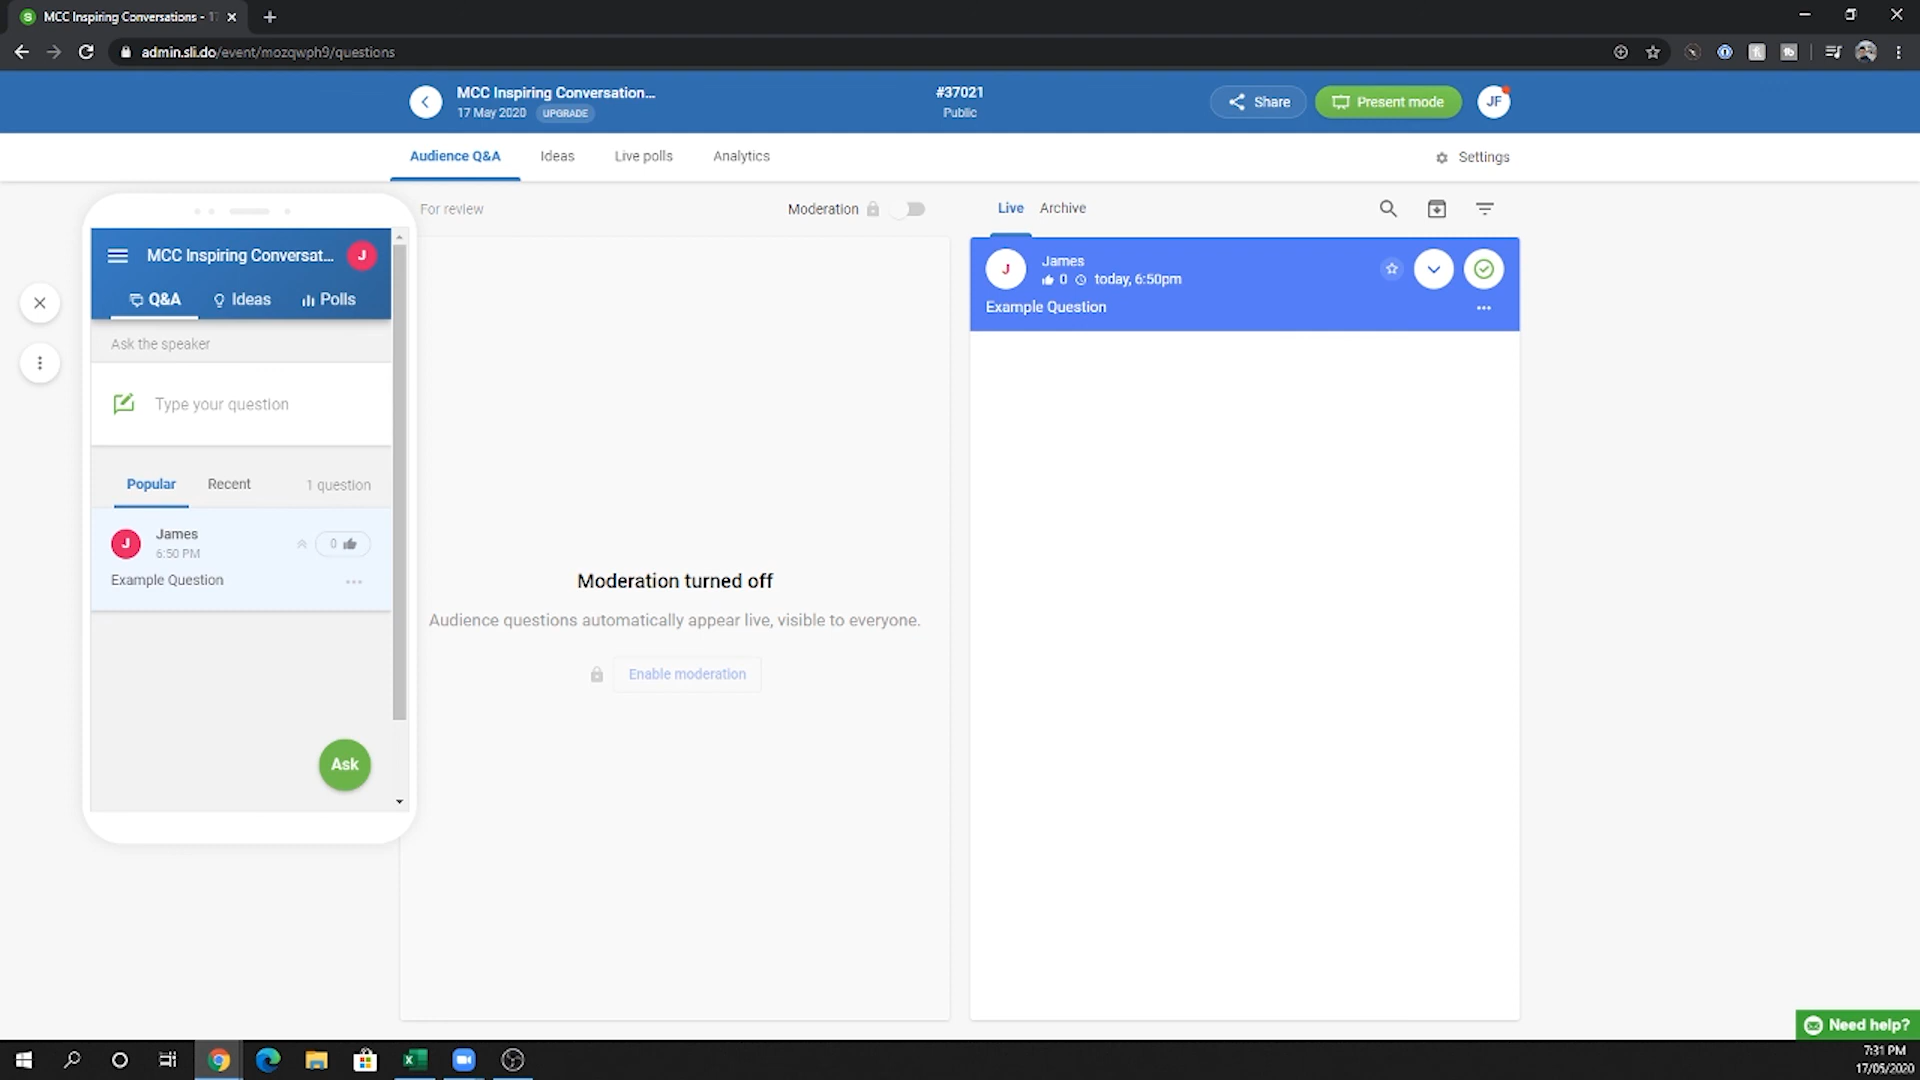 MCC Inspiring Conversations - 17
admin.sli.do/event/mozqwph9/questions
MCC Inspiring Conversation...
17 May 2020 UPGRADE
#37021
Public
Share
Present mode
JF
Audience Q&A
Ideas
Live polls
Analytics
Settings
MCC Inspiring Conversat...
J
Q&A
Ideas
Polls
Ask the speaker
Type your question
Popular
Recent
1 question
J
James
6:50 PM
0
Example Question
Ask
For review
Moderation
Moderation turned off
Audience questions automatically appear live, visible to everyone.
Enable moderation
Live
Archive
J
James
0 today, 6:50pm
Example Question
Need help?
7:31 PM
17/05/2020